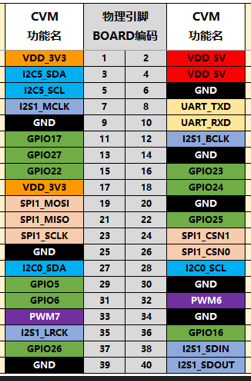 CVM 物理引脚 CVM
功能名 BOARD编码 功能名
VDD_3V3 1 2 VDD_5V
I2C5_SDA 3 4 VDD_5V
I2C5_SCL 5 6 GND
I2S1_MCLK 7 8 UART_TXD
GND 9 10 UART_RXD
GPIO17 11 12 I2S1_BCLK
GPIO27 13 14 GND
GPIO22 15 16 GPIO23
VDD_3V3 17 18 GPIO24
SPI1_MOSI 19 20 GND
SPI1_MISO 21 22 GPIO25
SPI1_SCLK 23 24 SPI1_CSN1
GND 25 26 SPI1_CSN0
I2C0_SDA 27 28 I2C0_SCL
GPIO5 29 30 GND
GPIO6 31 32 PWM6
PWM7 33 34 GND
I2S1_LRCK 35 36 GPIO16
GPIO26 37 38 I2S1_SDIN
GND 39 40 I2S1_SDOUT